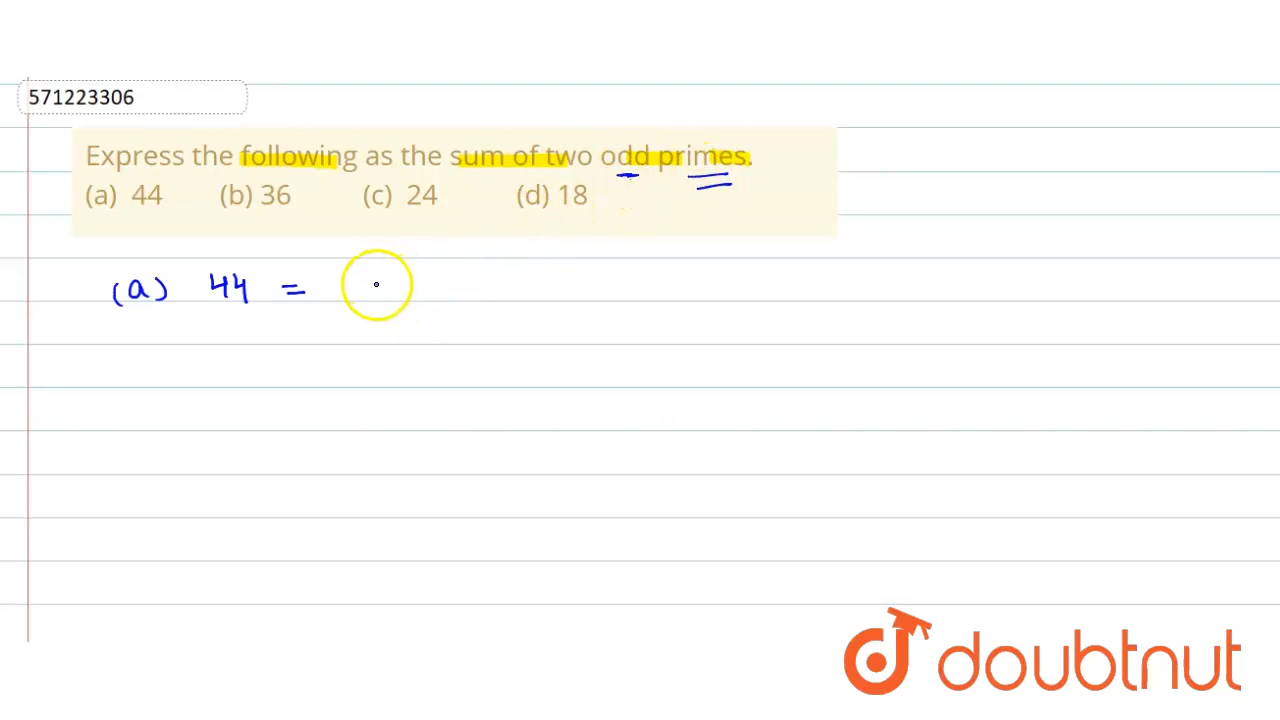 571223306
Express the following as the sum of two odd primes.
(a) 44 (b) 36 (c) 24 (d) 18
(a) 44 =
doubtnut